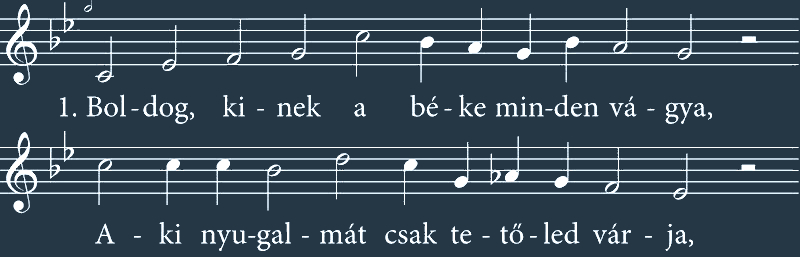 1. Bol-dog, ki - nek a bé - ke min-den vá - gya,
A - ki nyu-gal - mát csak te - tő - led vár - ja,